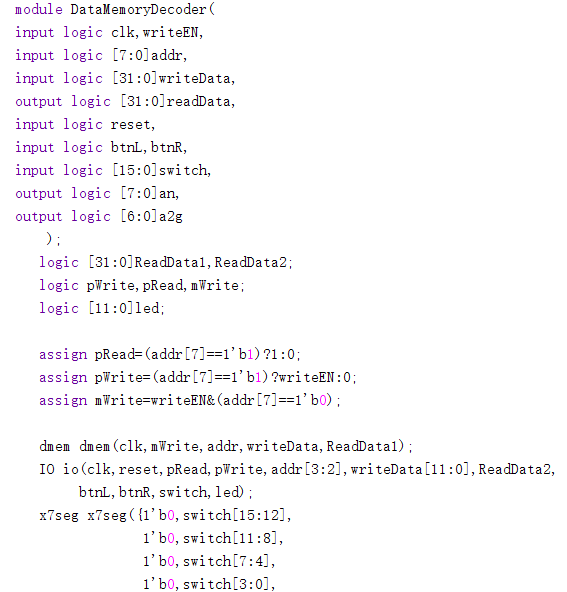 module DataMemoryDecoder(
input logic clk,writeEN,
input logic [7:0]addr,
input logic [31:0]writeData,
output logic [31:0]readData,
input logic reset,
input logic btnL,btnR,
input logic [15:0]switch,
output logic [7:0]an,
output logic [6:0]a2g
);
logic [31:0]ReadData1,ReadData2;
logic pWrite,pRead,mWrite;
logic [11:0]led;
assign pRead=(addr[7]==1'b1)?1:0;
assign pWrite=(addr[7]==1'b1)?writeEN:0;
assign mWrite=writeEN&(addr[7]==1'b0);
dmem dmem(clk,mWrite,addr,writeData,ReadData1);
IO io(clk,reset,pRead,pWrite,addr[3:2],writeData[11:0],ReadData2,
btnL,btnR,switch,led);
x7seg x7seg({1'b0,switch[15:12],
1'b0,switch[11:8],
1'b0,switch[7:4],
1'b0,switch[3:0],